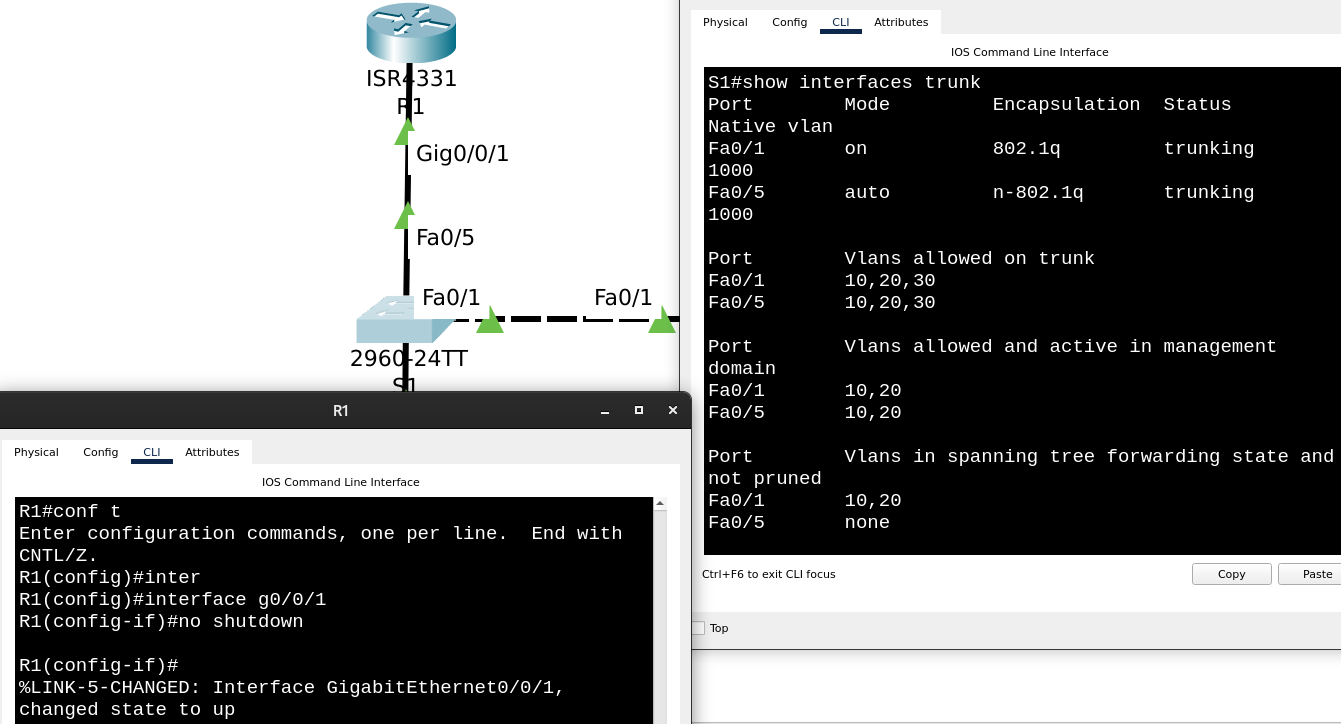 ISR4331
R1
Gig0/0/1
Fa0/5
Fa0/1
Fa0/1
2960-24TT
S1
R1
Physical Config CLI Attributes
IOS Command Line Interface
R1#conf t
Enter configuration commands, one per line.  End with
CNTL/Z.
R1(config)#inter
R1(config)#interface g0/0/1
R1(config-if)#no shutdown
R1(config-if)#
%LINK-5-CHANGED: Interface GigabitEthernet0/0/1,
changed state to up
Physical Config CLI Attributes
IOS Command Line Interface
S1#show interfaces trunk
Port        Mode         Encapsulation  Status
Native vlan
Fa0/1       on           802.1q         trunking
1000
Fa0/5       auto         n-802.1q       trunking
1000
Port        Vlans allowed on trunk
Fa0/1       10,20,30
Fa0/5       10,20,30
Port        Vlans allowed and active in management
domain
Fa0/1       10,20
Fa0/5       10,20
Port        Vlans in spanning tree forwarding state and
not pruned
Fa0/1       10,20
Fa0/5       none
Ctrl+F6 to exit CLI focus
Copy Paste
Top